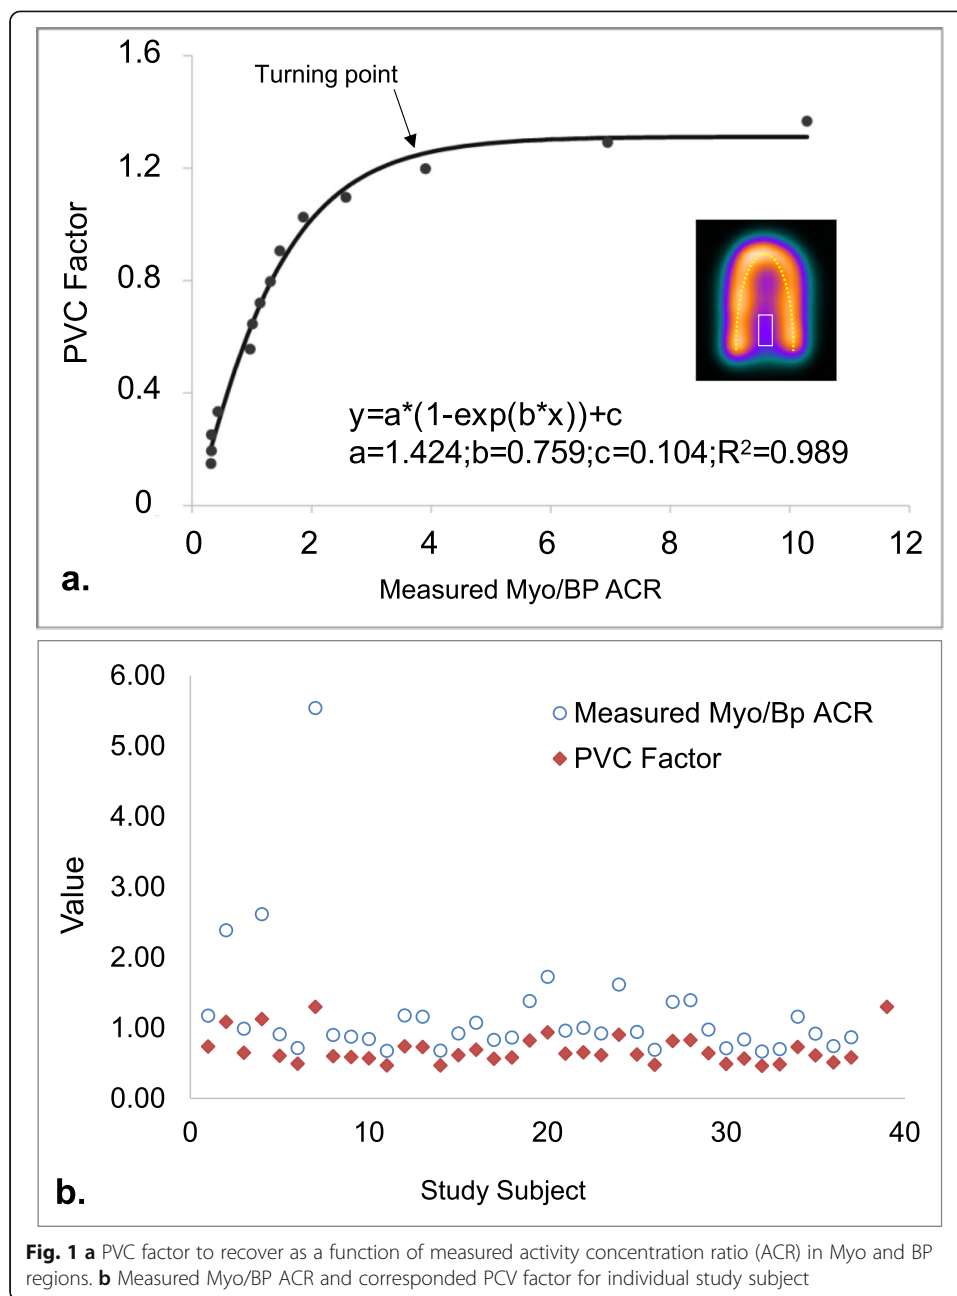 1.6
Turning point
1.2
0.8
0.4
0
PVC Factor
y=a*(1-exp(b*x))+c
a=1.424;b=0.759;c=0.104;R²=0.989
0 2 4 6 8 10 12
a.
Measured Myo/BP ACR
6.00
5.00
4.00
3.00
2.00
1.00
0.00
Value
Measured Myo/Bp ACR
PVC Factor
0 10 20 30 40
b.
Study Subject
Fig. 1 a PVC factor to recover as a function of measured activity concentration ratio (ACR) in Myo and BP
regions. b Measured Myo/BP ACR and corresponded PCV factor for individual study subject